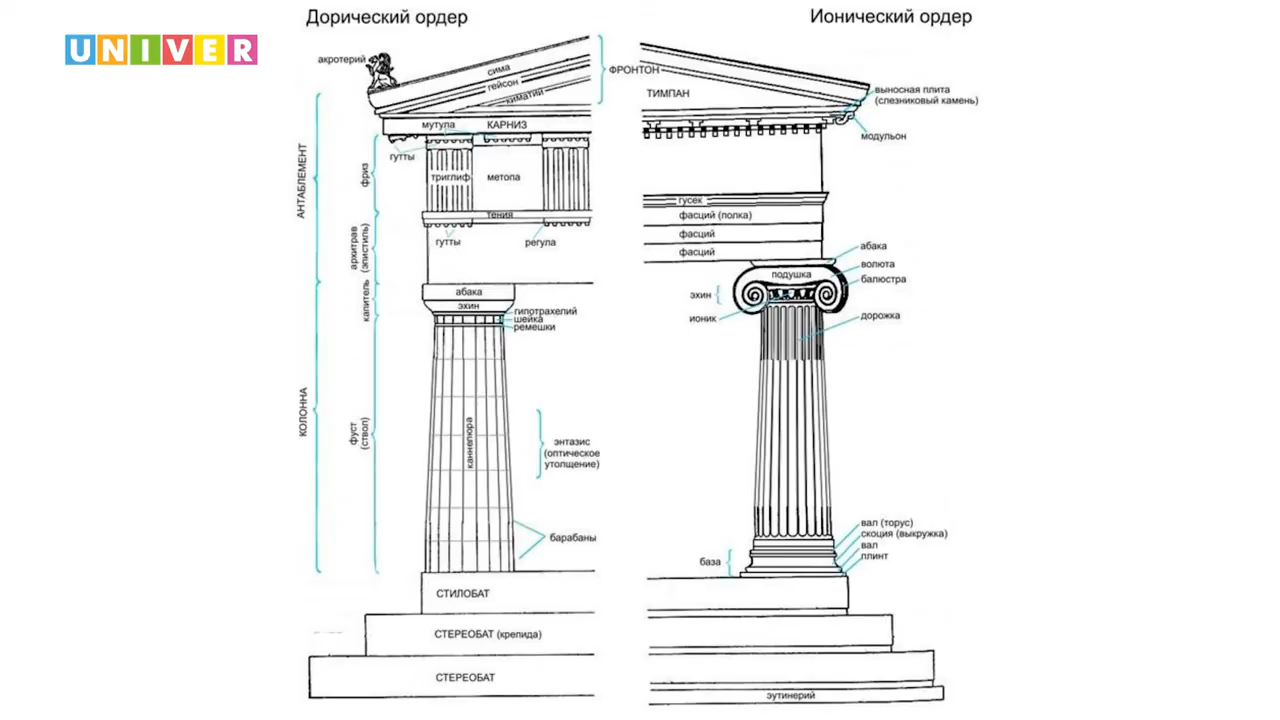 UNIVER
Дорический ордер
акротерий
сима
гейсон
киматий
ФРОНТОН
мутула
КАРНИЗ
гутты
триглиф
метопа
тения
гутты
регула
АНТАБЛЕМЕНТ
фриз
архитрав
(эпистиль)
капитель
абака
эхин
гипотрахелий
шейка
ремешки
КОЛОННА
фуст
(ствол)
каннелюра
энтазис
(оптическое
утолщение)
барабаны
СТИЛОБАТ
СТЕРЕОБАТ (крепида)
СТЕРЕОБАТ
Ионический ордер
ТИМПАН
выносная плита
(слезниковый камень)
модульон
гусек
фасций (полка)
фасций
фасций
абака
волюта
балюстра
подушка
эхин
ионик
дорожка
вал (торус)
скоция (выкружка)
вал
плинт
база
эутинерий